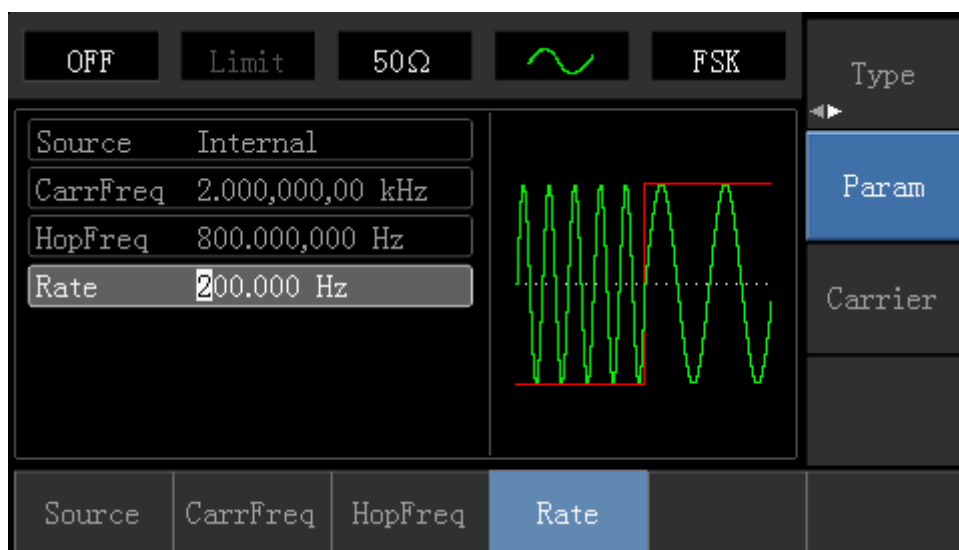 OFF Limit 50Ω FSK
Type
Source Internal
CarrFreq 2.000,000,00 kHz
HopFreq 800.000,000 Hz
Rate 200.000 Hz
Param
Carrier
Source CarrFreq HopFreq Rate